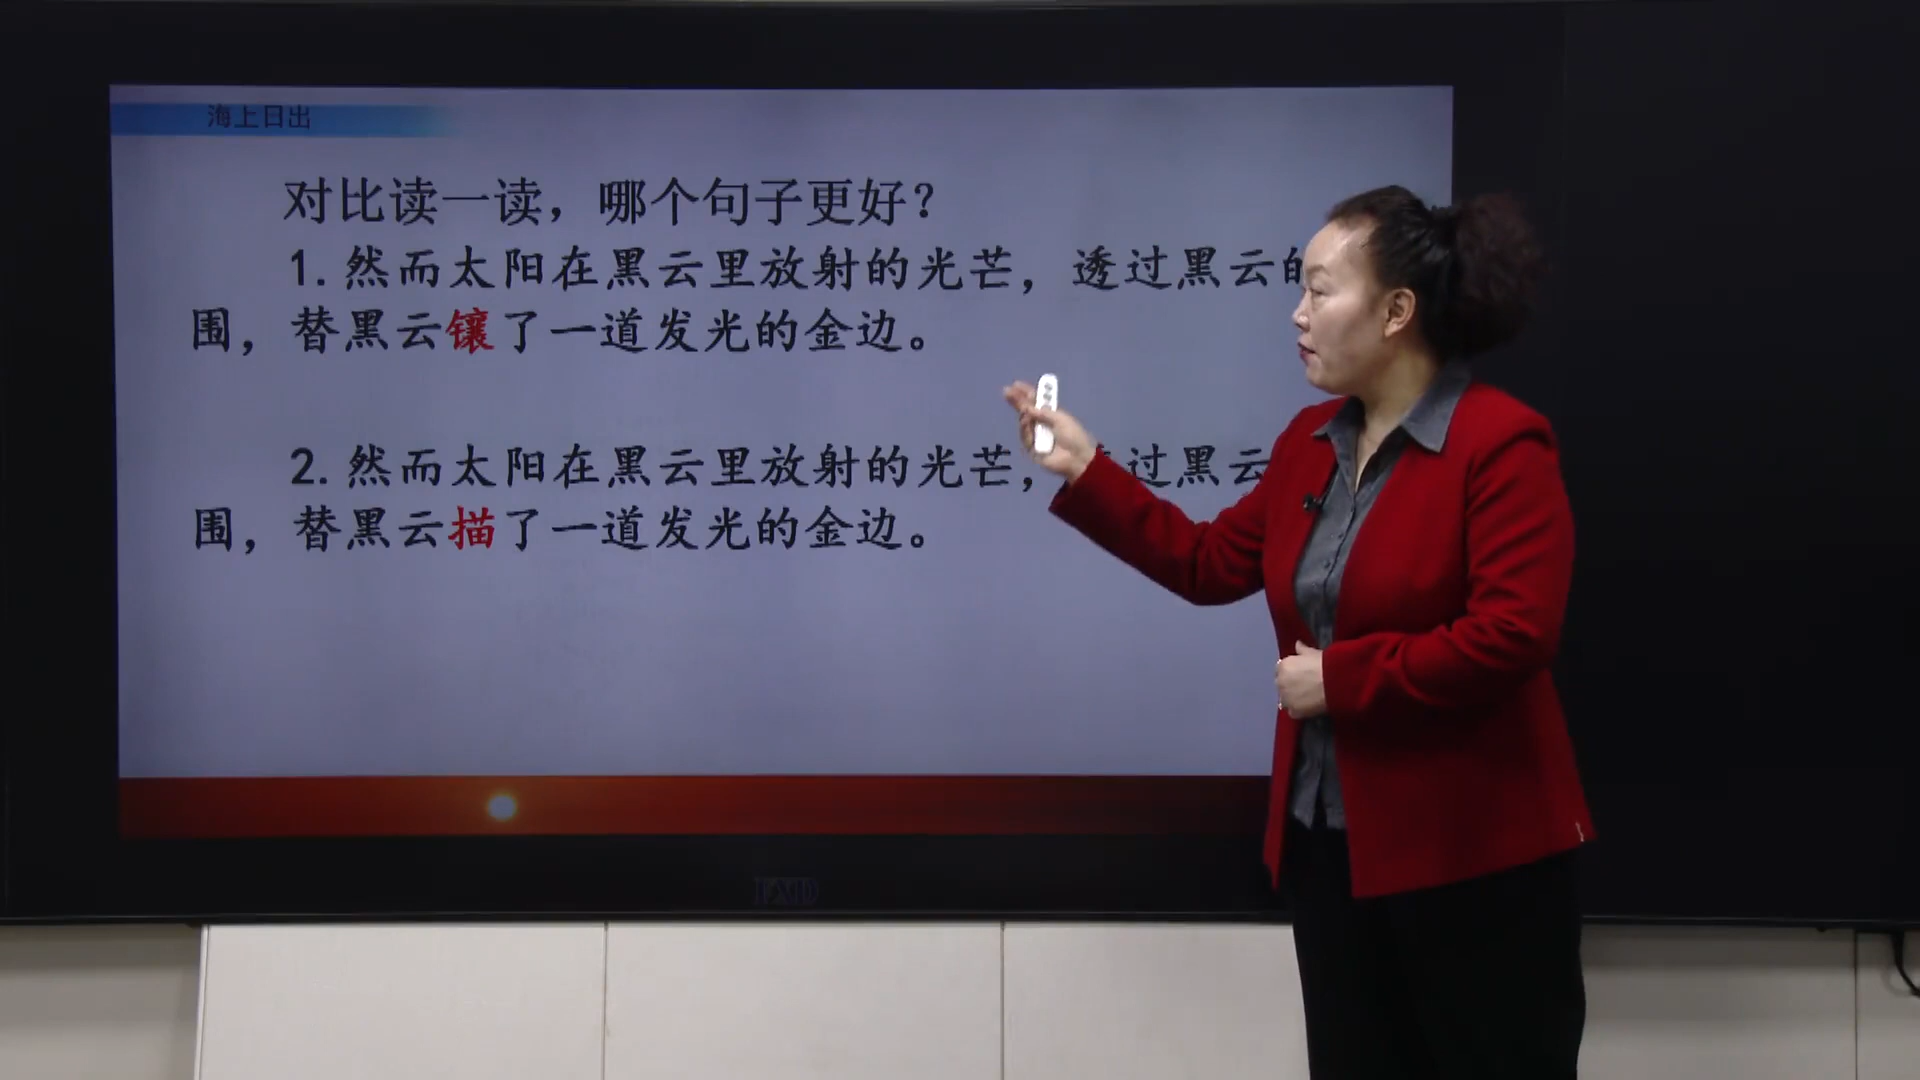 海上日出
对比读一读，哪个句子更好？
1.然而太阳在黑云里放射的光芒，透过黑云的
围，替黑云镶了一道发光的金边。
2.然而太阳在黑云里放射的光芒，过黑云
围，替黑云描了一道发光的金边。